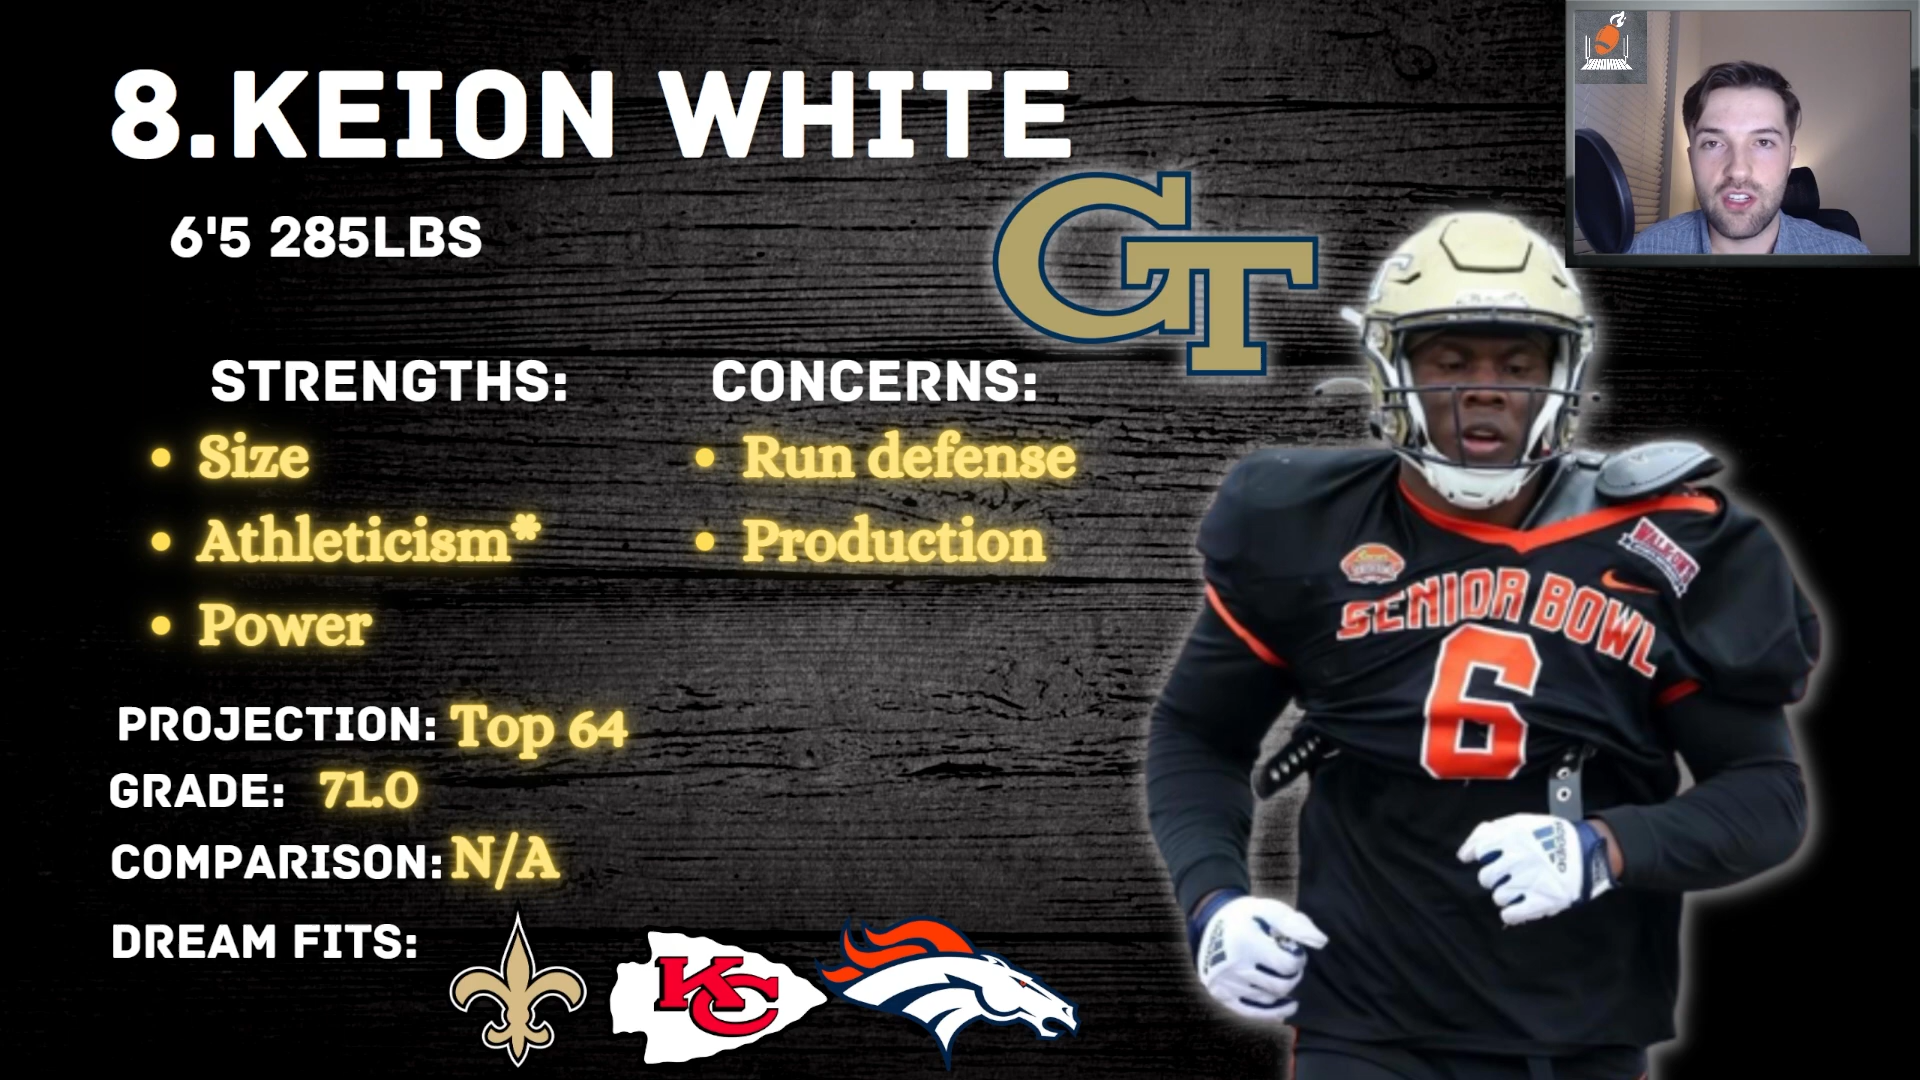 8.KEION WHITE
6'5 285LBS
GT
STRENGTHS:
CONCERNS:
• Size
• Run defense
• Athleticism*
• Production
• Power
PROJECTION: Top 64
GRADE: 71.0
COMPARISON: N/A
DREAM FITS:
KC
SENIOR BOWL
6